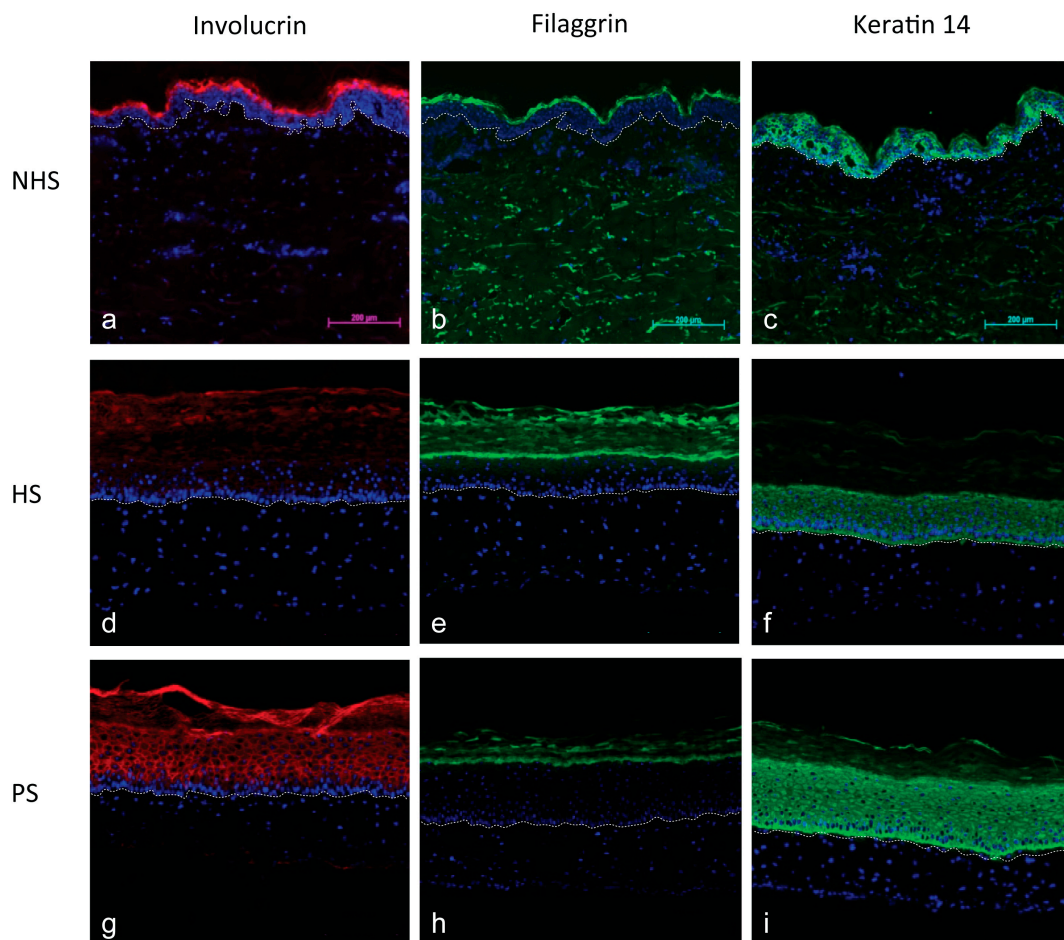 Involucrin Filaggrin Keratin 14
NHS
a 200 µm b 200 µm c 200 µm
HS
d e f
PS
g h i